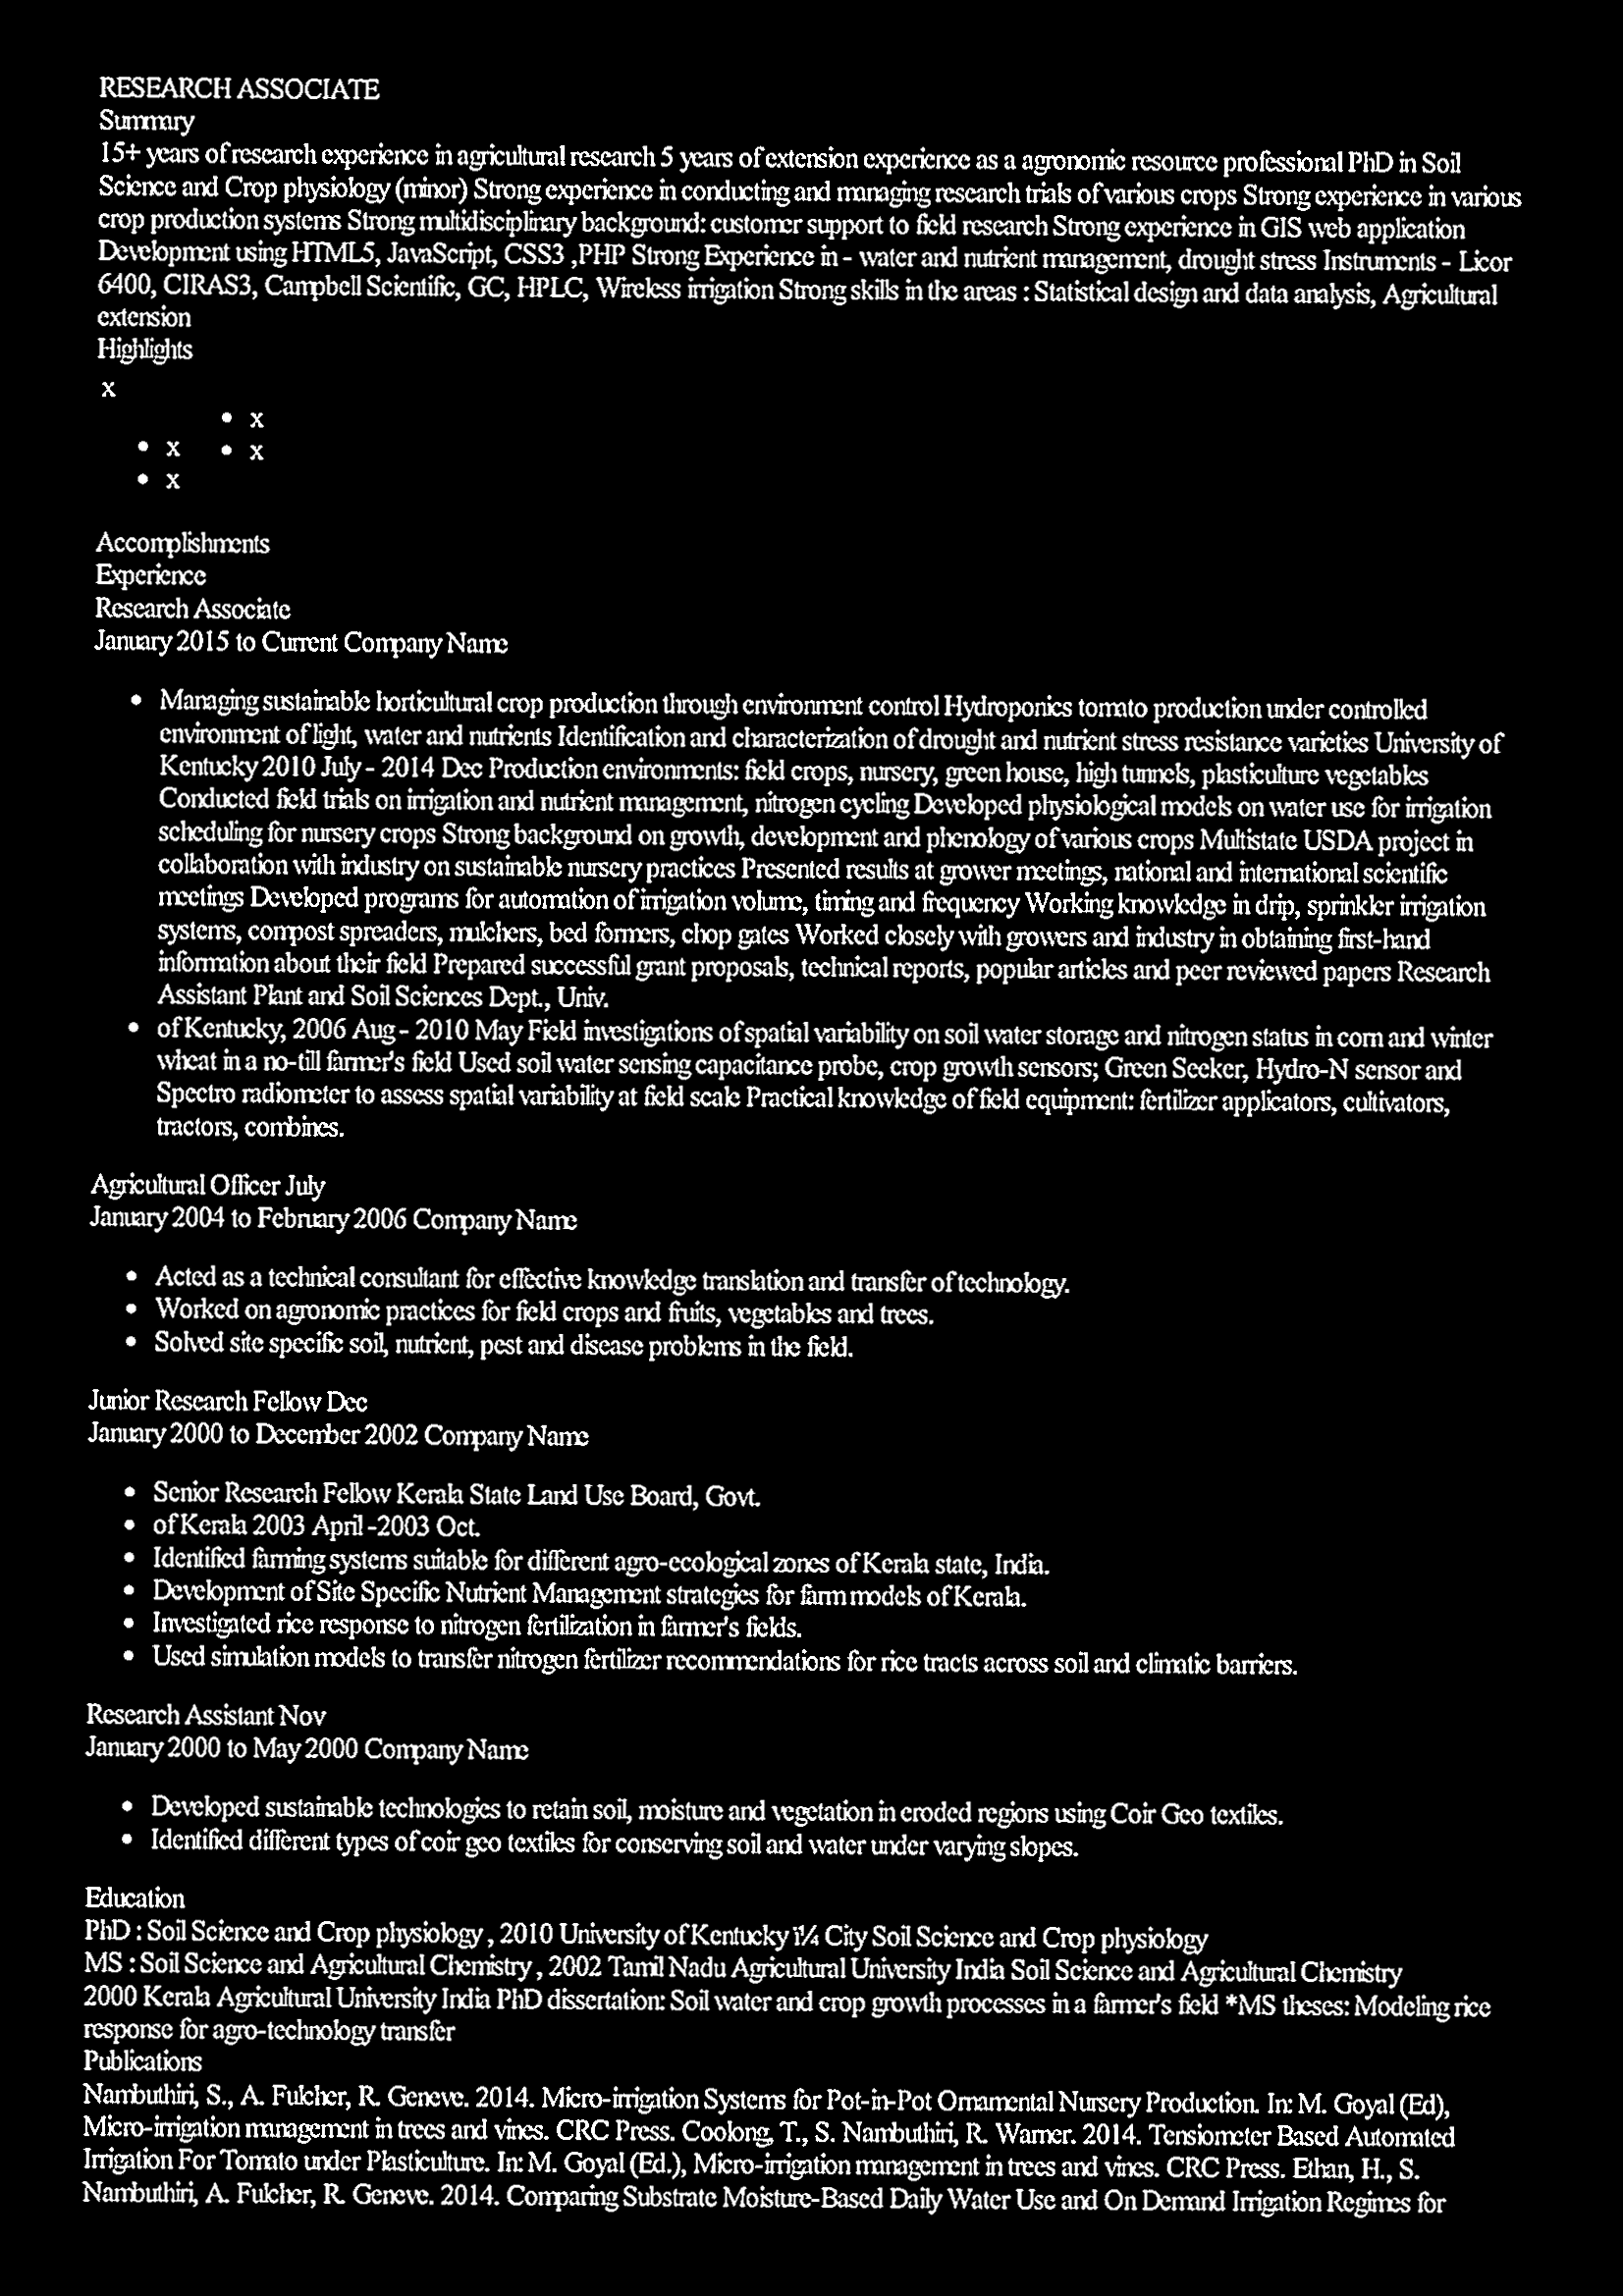 RESEARCH ASSOCIATE
Summary
15+ years of research experience in agricultural research 5 years of extension experience as a agronomic resource professional PhD in Soil
Science and Crop physiology (minor) Strong experience in conducting and managing research trials of various crops Strong experience in various
crop production systems Strong multidisciplinary background: customer support to field research Strong experience in GIS web application
Development using HTML5, JavaScript, CSS3 ,PHP Strong Experience in - water and nutrient management, drought stress Instruments - Licor
6400, CIRAS3, Campbell Scientific, GC, HPLC, Wireless irrigation Strong skills in the areas : Statistical design and data analysis, Agricultural
extension
Highlights
x
• x
• x • x
• x
Accomplishments
Experience
Research Associate
January 2015 to Current Company Name
• Managing sustainable horticultural crop production through environment control Hydroponics tomato production under controlled
environment of light, water and nutrients Identification and characterization of drought and nutrient stress resistance varieties University of
Kentucky 2010 July - 2014 Dec Production environments: field crops, nursery, green house, high tunnels, plasticulture vegetables
Conducted field trials on irrigation and nutrient management, nitrogen cycling Developed physiological models on water use for irrigation
scheduling for nursery crops Strong background on growth, development and phenology of various crops Multistate USDA project in
collaboration with industry on sustainable nursery practices Presented results at grower meetings, national and international scientific
meetings Developed programs for automation of irrigation volume, timing and frequency Working knowledge in drip, sprinkler irrigation
systems, compost spreaders, mulchers, bed formers, chop gates Worked closely with growers and industry in obtaining first-hand
information about their field Prepared successful grant proposals, technical reports, popular articles and peer reviewed papers Research
Assistant Plant and Soil Sciences Dept., Univ.
• of Kentucky, 2006 Aug - 2010 May Field investigations of spatial variability on soil water storage and nitrogen status in corn and winter
wheat in a no-till farmer's field Used soil water sensing capacitance probe, crop growth sensors; Green Seeker, Hydro-N sensor and
Spectro radiometer to assess spatial variability at field scale Practical knowledge of field equipment: fertilizer applicators, cultivators,
tractors, combines.
Agricultural Officer July
January 2004 to February 2006 Company Name
• Acted as a technical consultant for effective knowledge translation and transfer of technology.
• Worked on agronomic practices for field crops and fruits, vegetables and trees.
• Solved site specific soil, nutrient, pest and disease problems in the field.
Junior Research Fellow Dec
January 2000 to December 2002 Company Name
• Senior Research Fellow Kerala State Land Use Board, Govt.
• of Kerala 2003 April -2003 Oct.
• Identified farming systems suitable for different agro-ecological zones of Kerala state, India.
• Development of Site Specific Nutrient Management strategies for farm models of Kerala.
• Investigated rice response to nitrogen fertilization in farmer's fields.
• Used simulation models to transfer nitrogen fertilizer recommendations for rice tracts across soil and climatic barriers.
Research Assistant Nov
January 2000 to May 2000 Company Name
• Developed sustainable technologies to retain soil, moisture and vegetation in eroded regions using Coir Geo textiles.
• Identified different types of coir geo textiles for conserving soil and water under varying slopes.
Education
PhD : Soil Science and Crop physiology , 2010 University of Kentucky ï¼ City Soil Science and Crop physiology
MS : Soil Science and Agricultural Chemistry , 2002 Tamil Nadu Agricultural University India Soil Science and Agricultural Chemistry
2000 Kerala Agricultural University India PhD dissertation: Soil water and crop growth processes in a farmer's field *MS theses: Modeling rice
response for agro-technology transfer
Publications
Nambuthiri, S., A. Fulcher, R. Geneve. 2014. Micro-irrigation Systems for Pot-in-Pot Ornamental Nursery Production. In: M. Goyal (Ed),
Micro-irrigation management in trees and vines. CRC Press. Coolong, T., S. Nambuthiri, R. Warner. 2014. Tensiometer Based Automated
Irrigation For Tomato under Plasticulture. In: M. Goyal (Ed.), Micro-irrigation management in trees and vines. CRC Press. Ethan, H., S.
Nambuthiri, A. Fulcher, R. Geneve. 2014. Comparing Substrate Moisture-Based Daily Water Use and On Demand Irrigation Regimes for